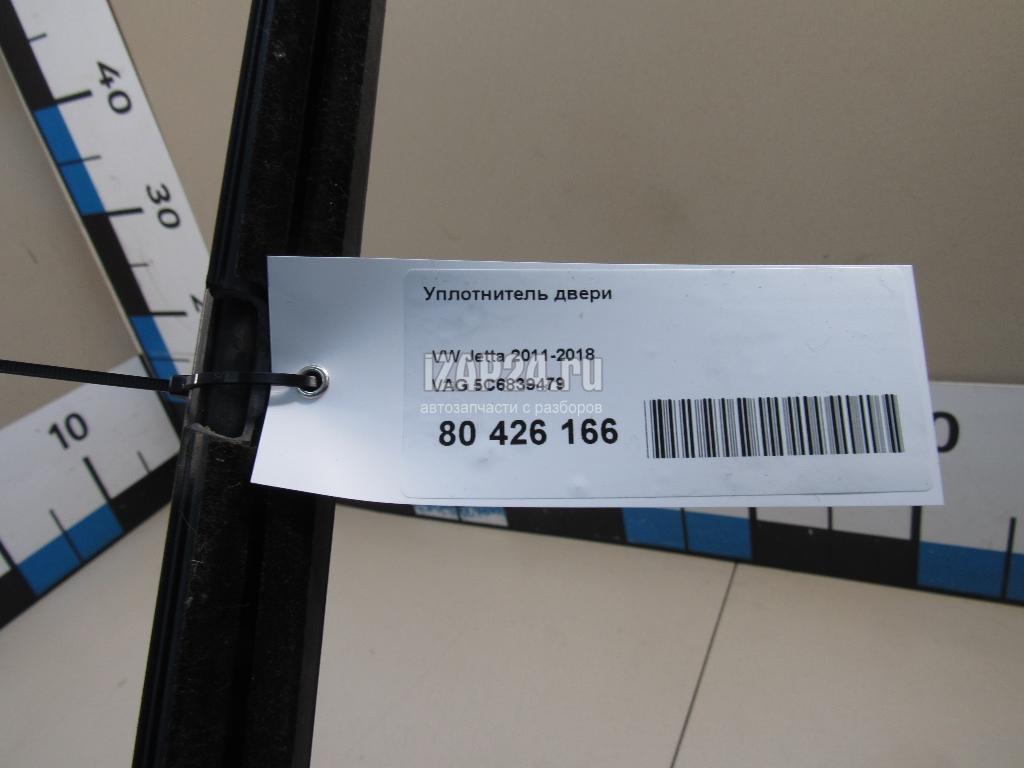 40
30
10
Уплотнитель двери
VW Jetta 2011-2018
IZAP24.ru
VAG 5C6839479
автозапчасти с разборов
80 426 166